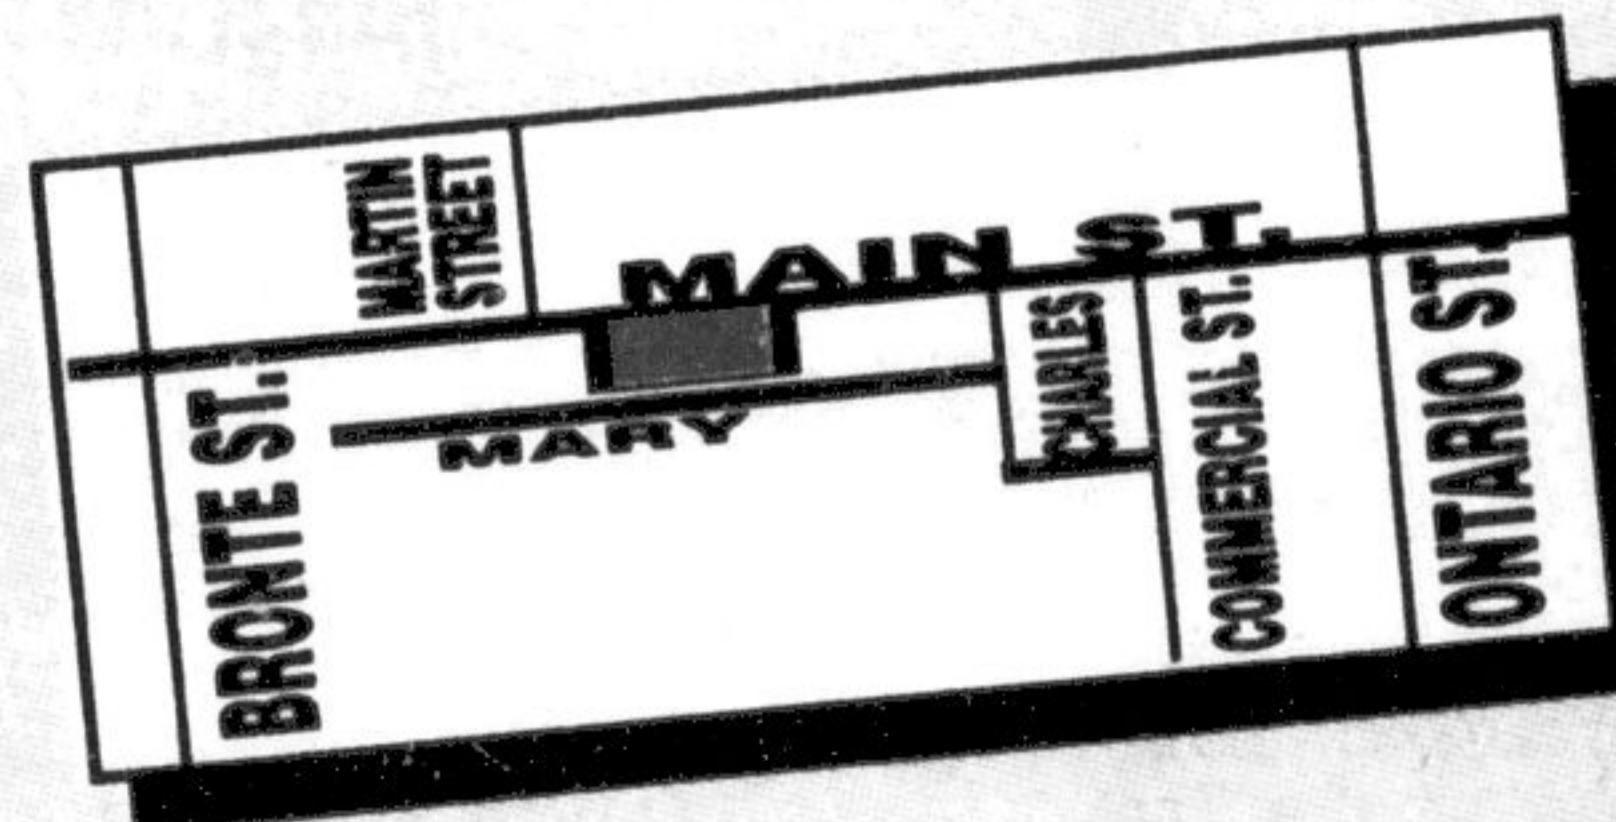 MARTIN
STREET
MAIN ST.
BRONTE ST.
MARY
CHARLES
COMMERCIAL ST.
ONTARIO ST.